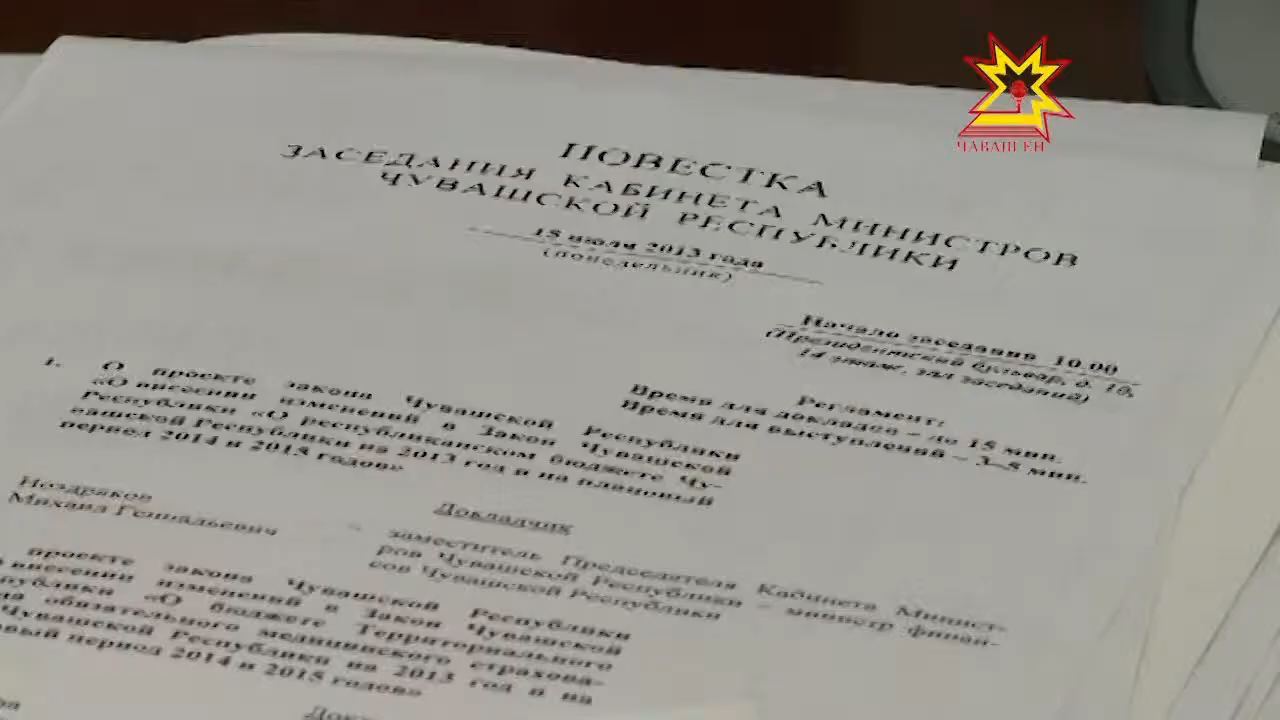 ЧӐВАШ ЕН
ПОВЕСТКА
ЗАСЕДАНИЯ КАБИНЕТА МИНИСТРОВ
ЧУВАШСКОЙ РЕСПУБЛИКИ
15 июля 2013 года
(понедельник)
Начало заседания 10.00
(Президентский бульвар, д. 10,
14 этаж, зал заседаний)
Регламент:
Время для докладов – до 15 мин.
Время для выступлений – 3–5 мин.
1. О проекте закона Чувашской Республики
«О внесении изменений в Закон Чувашской
Республики «О республиканском бюджете Чу-
вашской Республики на 2013 год и на плановый
период 2014 и 2015 годов»
Докладчик
Ноздряков
Михаил Геннадьевич
– заместитель Председателя Кабинета Минист-
ров Чувашской Республики – министр финан-
сов Чувашской Республики
проекте закона Чувашской Республики
внесении изменений в Закон Чувашской
публики «О бюджете Территориального
да обязательного медицинского страхова-
Чувашской Республики на 2013 год и на
овый период 2014 и 2015 годов»